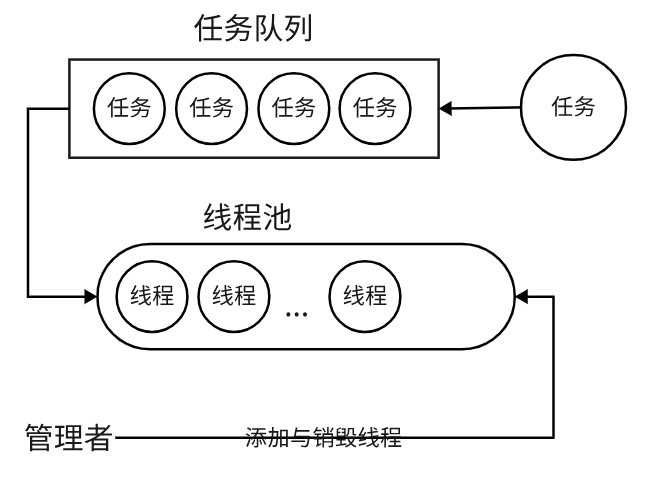 任务队列
任务 任务 任务 任务 任务
线程池
线程 线程 ... 线程
管理者 添加与销毁线程